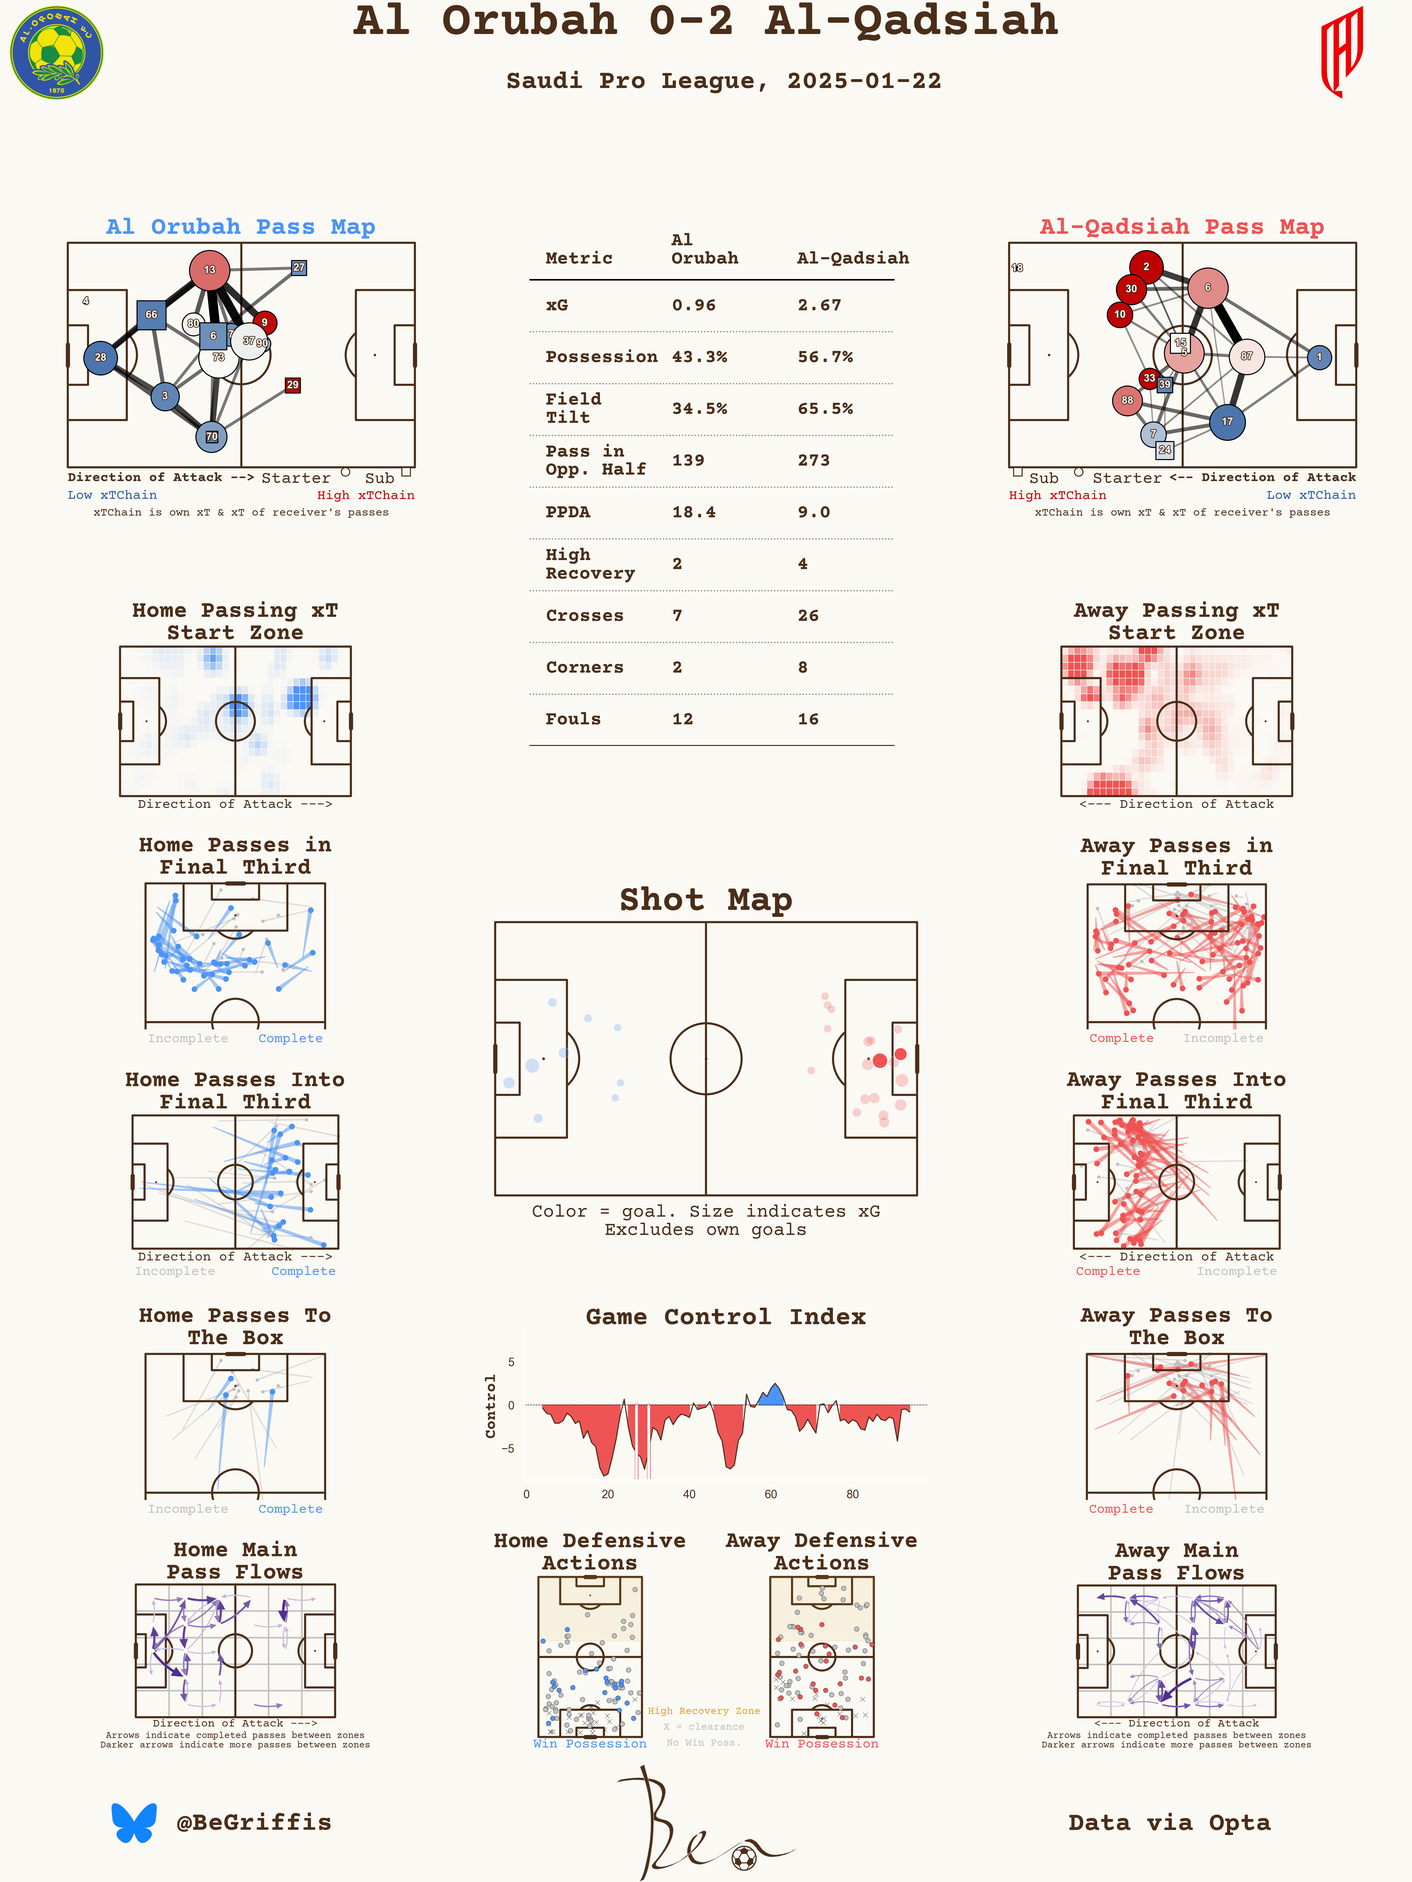 Al Orubah 0-2 Al-Qadsiah
Saudi Pro League, 2025-01-22
AL-OROBAH FC
1975
Al Orubah Pass Map
13
27
4
66
80
9
6
7
37
90
28
73
29
3
70
Direction of Attack --> Starter Sub
Low xTChain High xTChain
xTChain is own xT & xT of receiver's passes
Metric Al Orubah Al-Qadsiah
xG 0.96 2.67
Possession 43.3% 56.7%
Field Tilt 34.5% 65.5%
Pass in Opp. Half 139 273
PPDA 18.4 9.0
High Recovery 2 4
Crosses 7 26
Corners 2 8
Fouls 12 16
Al-Qadsiah Pass Map
18
2
30
6
10
15
5
87
1
33
39
88
17
7
24
Sub Starter <-- Direction of Attack
High xTChain Low xTChain
xTChain is own xT & xT of receiver's passes
Home Passing xT
Start Zone
Direction of Attack --->
Away Passing xT
Start Zone
<--- Direction of Attack
Home Passes in
Final Third
Incomplete Complete
Away Passes in
Final Third
Complete Incomplete
Shot Map
Color = goal. Size indicates xG
Excludes own goals
Home Passes Into
Final Third
Direction of Attack --->
Incomplete Complete
Away Passes Into
Final Third
<--- Direction of Attack
Complete Incomplete
Home Passes To
The Box
Incomplete Complete
Game Control Index
Control
5
0
−5
0 20 40 60 80
Away Passes To
The Box
Complete Incomplete
Home Main
Pass Flows
Direction of Attack --->
Arrows indicate completed passes between zones
Darker arrows indicate more passes between zones
Home Defensive
Actions
Win Possession
High Recovery Zone
X = clearance
No Win Poss.
Away Defensive
Actions
Win Possession
Away Main
Pass Flows
<--- Direction of Attack
Arrows indicate completed passes between zones
Darker arrows indicate more passes between zones
@BeGriffis
Ben
Data via Opta